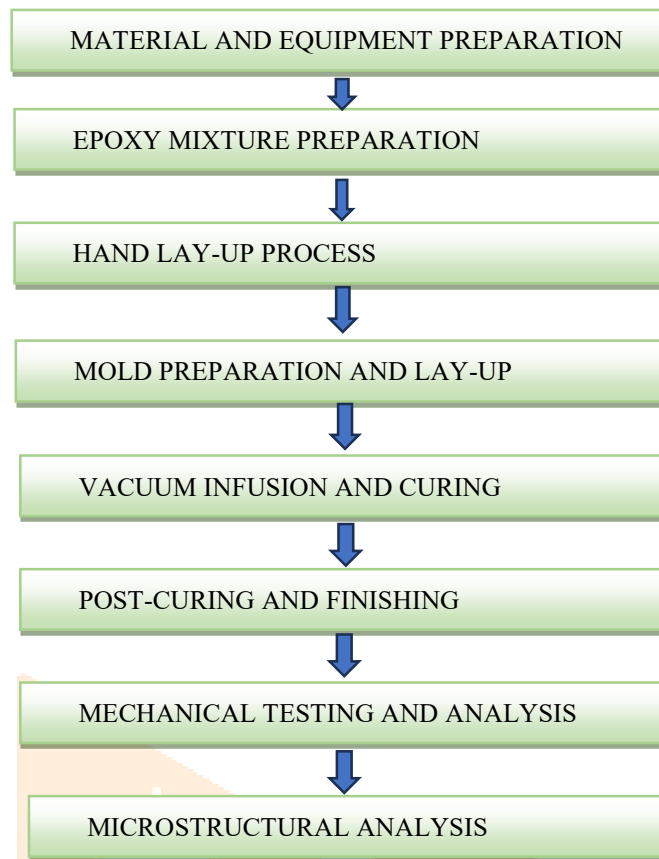 MATERIAL AND EQUIPMENT PREPARATION
EPOXY MIXTURE PREPARATION
HAND LAY-UP PROCESS
MOLD PREPARATION AND LAY-UP
VACUUM INFUSION AND CURING
POST-CURING AND FINISHING
MECHANICAL TESTING AND ANALYSIS
MICROSTRUCTURAL ANALYSIS